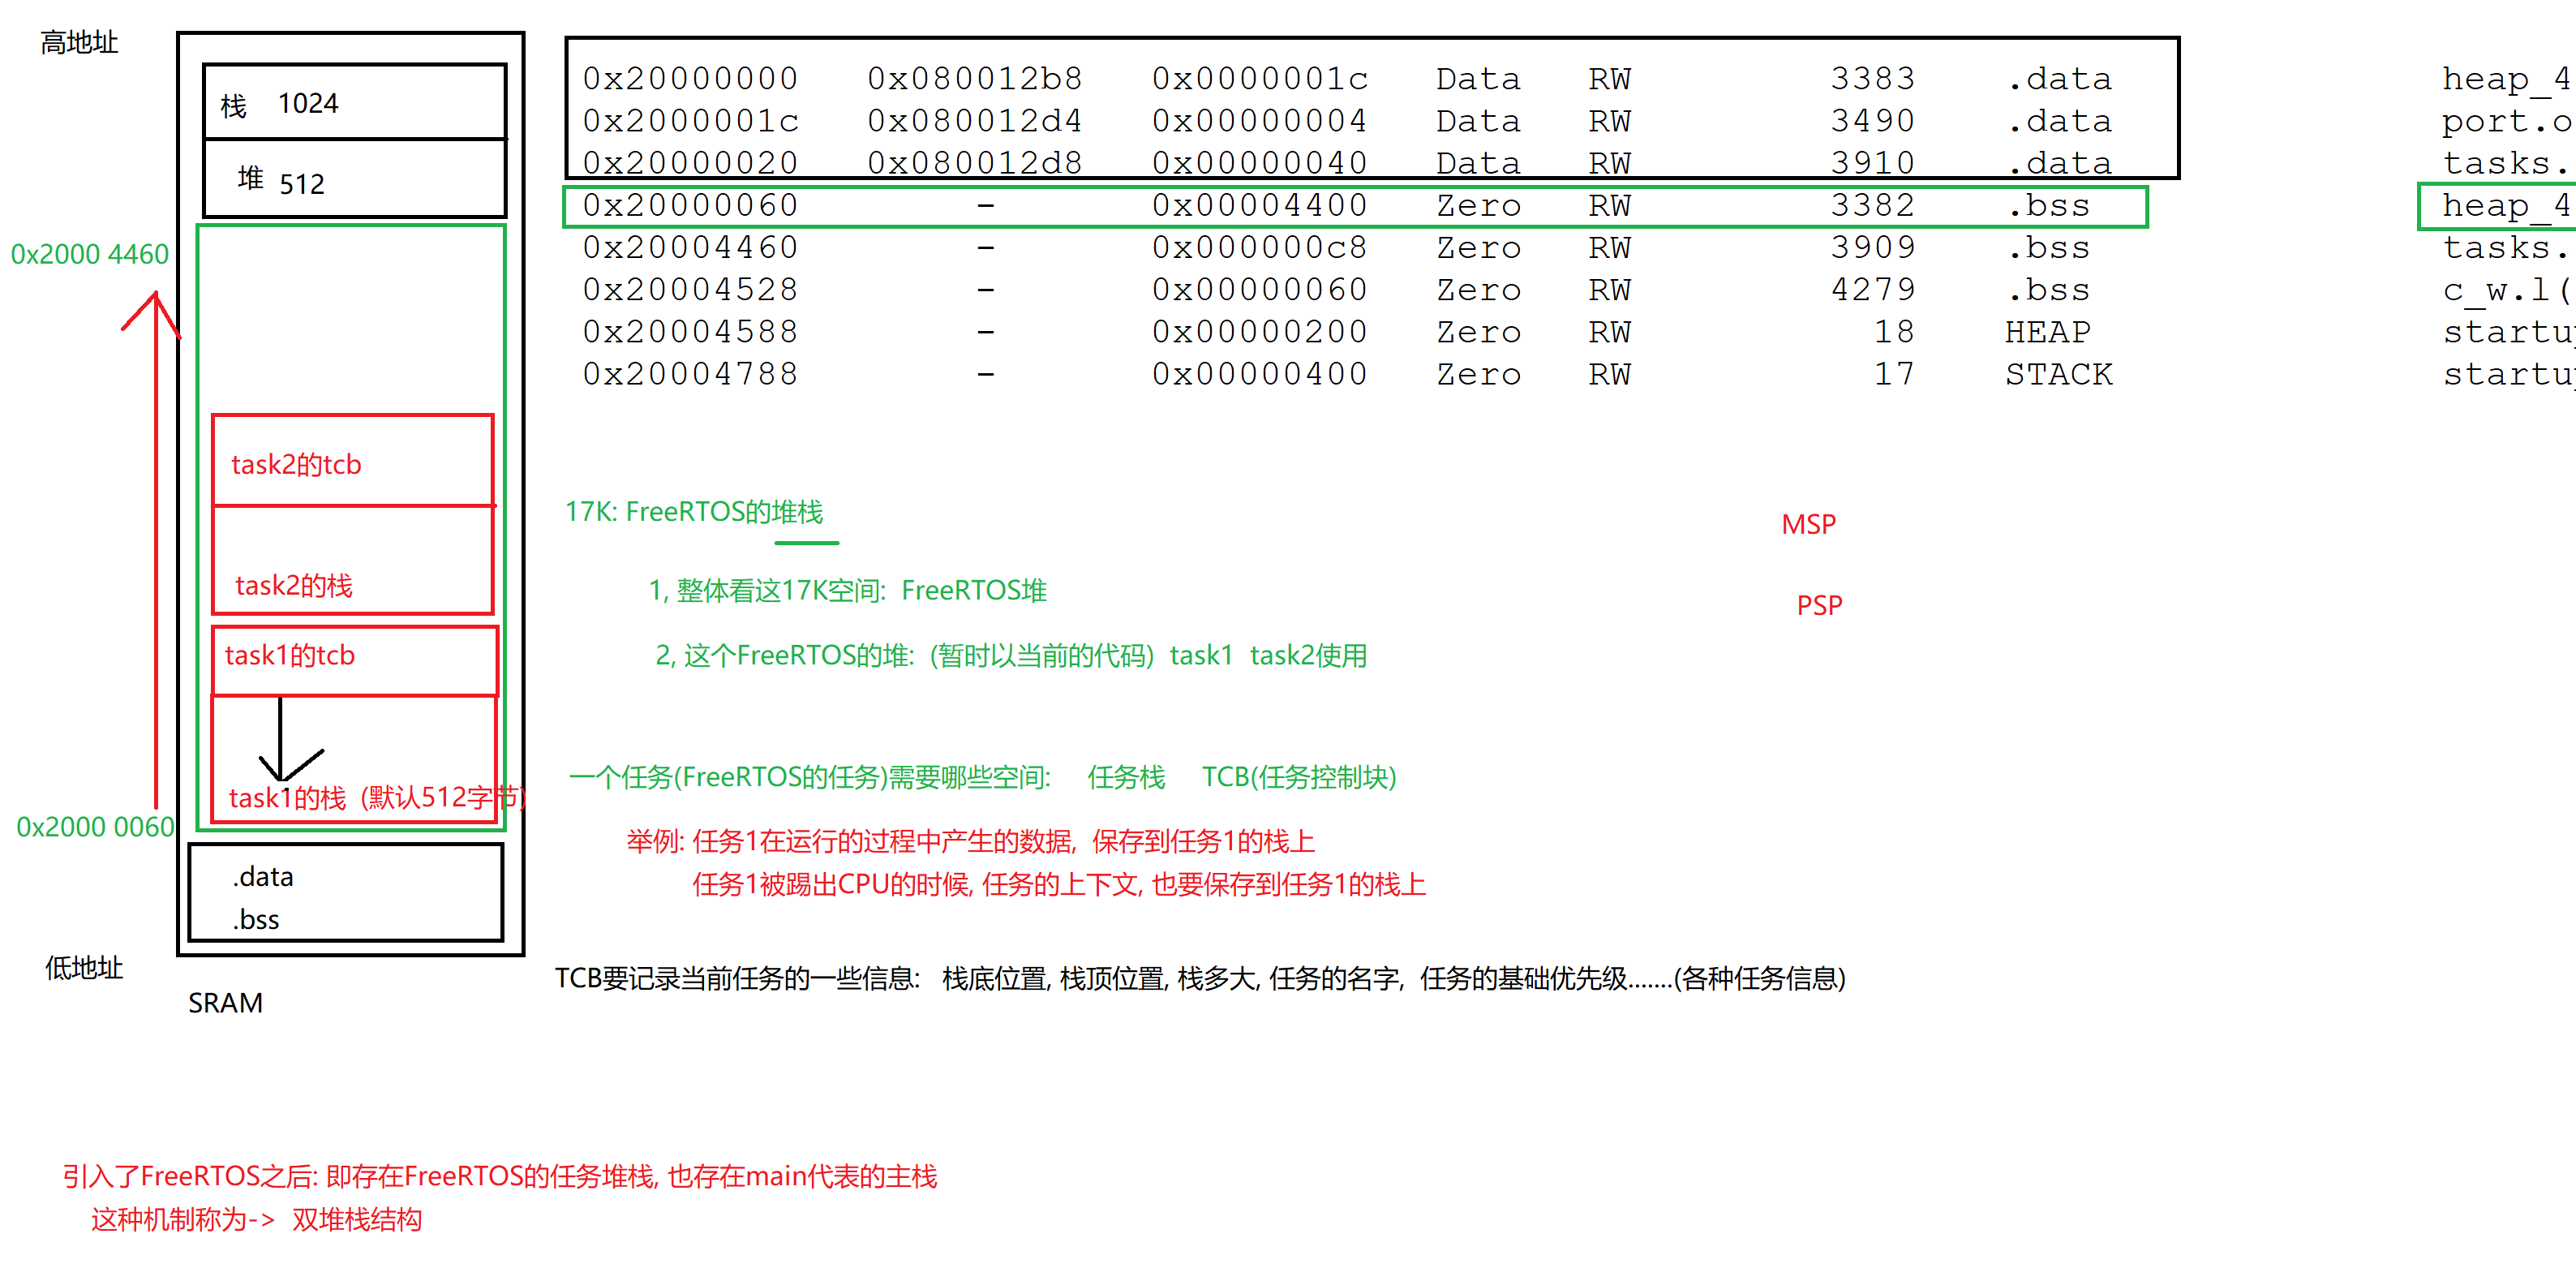 高地址
栈 1024
堆 512
0x2000 4460
task2的tcb
task2的栈
task1的tcb
task1的栈 (默认512字节)
0x2000 0060
.data
.bss
低地址
SRAM
0x20000000 0x080012b8 0x0000001c Data RW 3383 .data heap_4
0x2000001c 0x080012d4 0x00000004 Data RW 3490 .data port.o
0x20000020 0x080012d8 0x00000040 Data RW 3910 .data tasks.
0x20000060 - 0x00004400 Zero RW 3382 .bss heap_4
0x20004460 - 0x000000c8 Zero RW 3909 .bss tasks.
0x20004528 - 0x00000060 Zero RW 4279 .bss c_w.l(
0x20004588 - 0x00000200 Zero RW 18 HEAP startup
0x20004788 - 0x00000400 Zero RW 17 STACK startup
17K: FreeRTOS的堆栈
MSP
1, 整体看这17K空间: FreeRTOS堆
PSP
2, 这个FreeRTOS的堆: (暂时以当前的代码) task1 task2使用
一个任务(FreeRTOS的任务)需要哪些空间: 任务栈 TCB(任务控制块)
举例: 任务1在运行的过程中产生的数据, 保存到任务1的栈上
任务1被踢出CPU的时候, 任务的上下文, 也要保存到任务1的栈上
TCB要记录当前任务的一些信息: 栈底位置, 栈顶位置, 栈多大, 任务的名字, 任务的基础优先级.......(各种任务信息)
引入了FreeRTOS之后: 即存在FreeRTOS的任务堆栈, 也存在main代表的主栈
这种机制称为-> 双堆栈结构